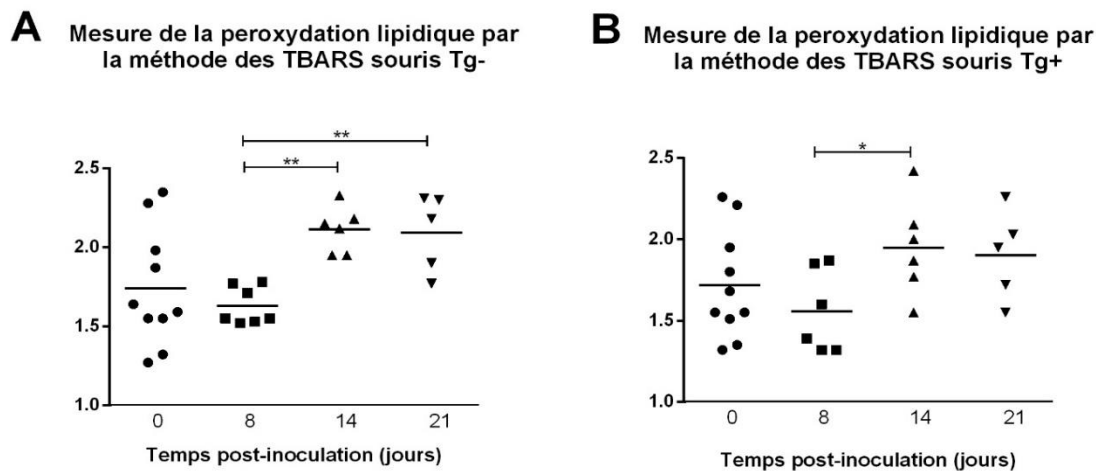 A
Mesure de la peroxydation lipidique par
la méthode des TBARS souris Tg-
**
**
2.5
2.0
1.5
1.0
0 8 14 21
Temps post-inoculation (jours)
B
Mesure de la peroxydation lipidique par
la méthode des TBARS souris Tg+
*
2.5
2.0
1.5
1.0
0 8 14 21
Temps post-inoculation (jours)